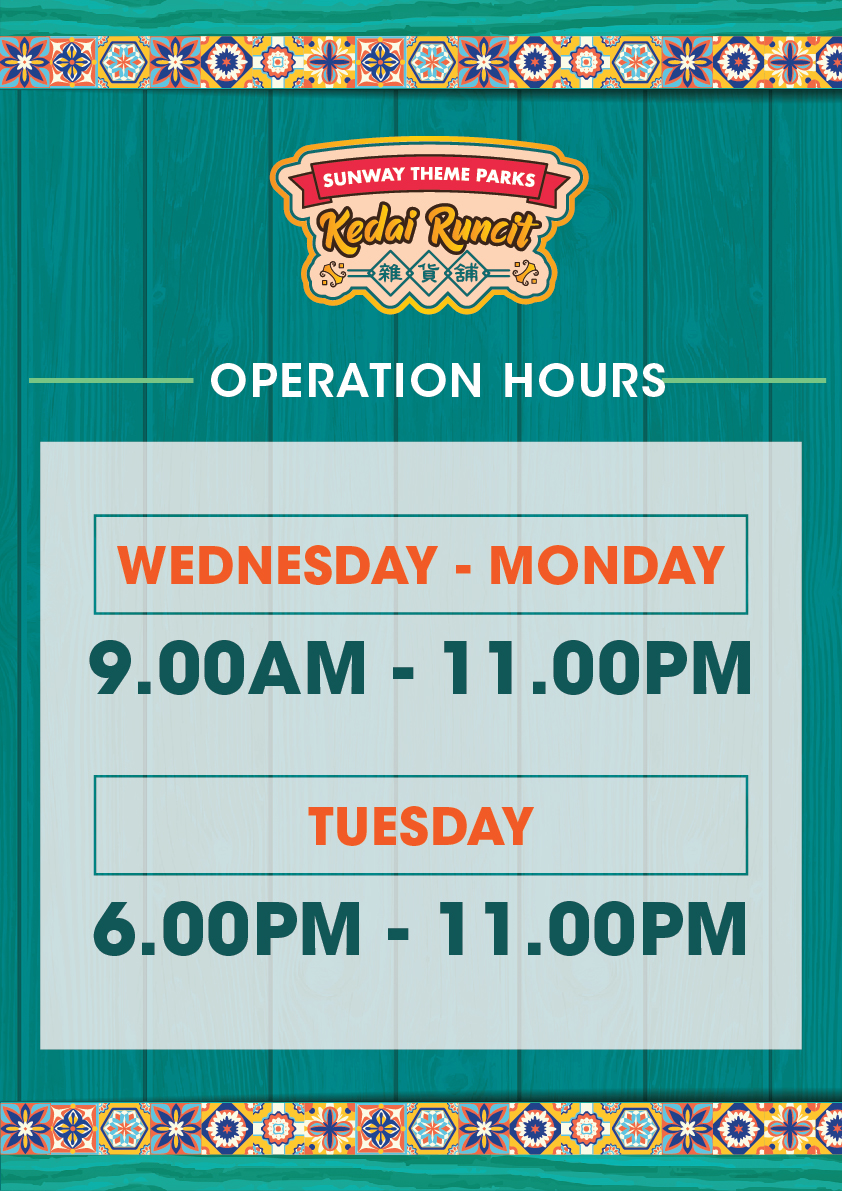 SUNWAY THEME PARKS
Kedai Runcit
雜貨舖
OPERATION HOURS
WEDNESDAY - MONDAY
9.00AM - 11.00PM
TUESDAY
6.00PM - 11.00PM